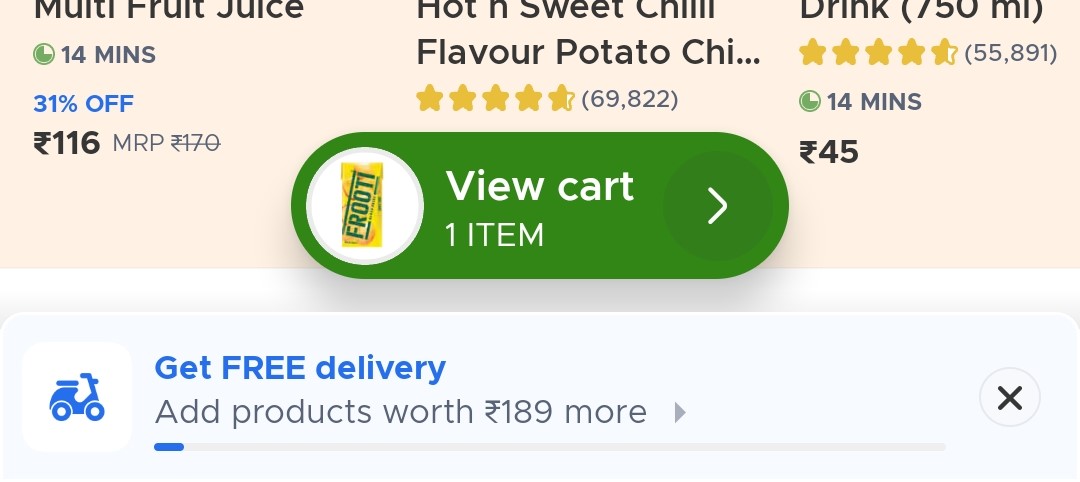 Multi Fruit Juice
14 MINS
31% OFF
₹116 MRP ₹170
Hot n Sweet Chilli
Flavour Potato Chi...
(69,822)
Drink (750 ml)
(55,891)
14 MINS
₹45
FROOTI
View cart
1 ITEM
Get FREE delivery
Add products worth ₹189 more